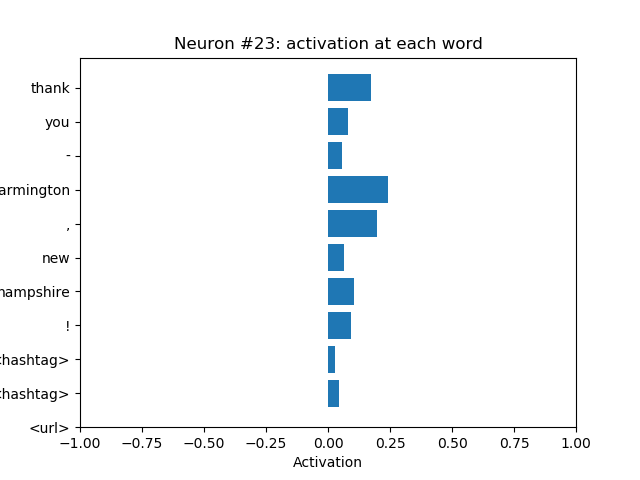 Neuron #23: activation at each word
thank
you
-
armington
,
new
hampshire
!
hashtag>
hashtag>
<url>
−1.00 −0.75 −0.50 −0.25 0.00 0.25 0.50 0.75 1.00
Activation